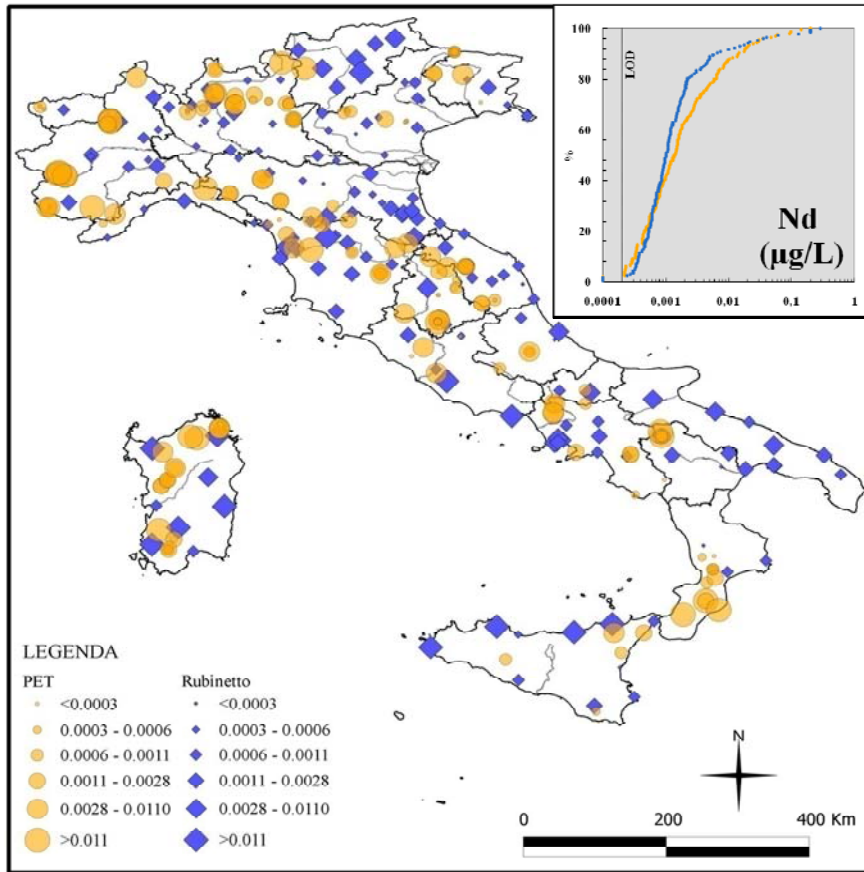 100
80
60
40
20
0
%
LOD
Nd
(µg/L)
0,0001
0,001
0,01
0,1
1
LEGENDA
PET Rubinetto
<0.0003 <0.0003
0.0003 - 0.0006 0.0003 - 0.0006
0.0006 - 0.0011 0.0006 - 0.0011
0.0011 - 0.0028 0.0011 - 0.0028
0.0028 - 0.0110 0.0028 - 0.0110
>0.011 >0.011
N
0 200 400 Km